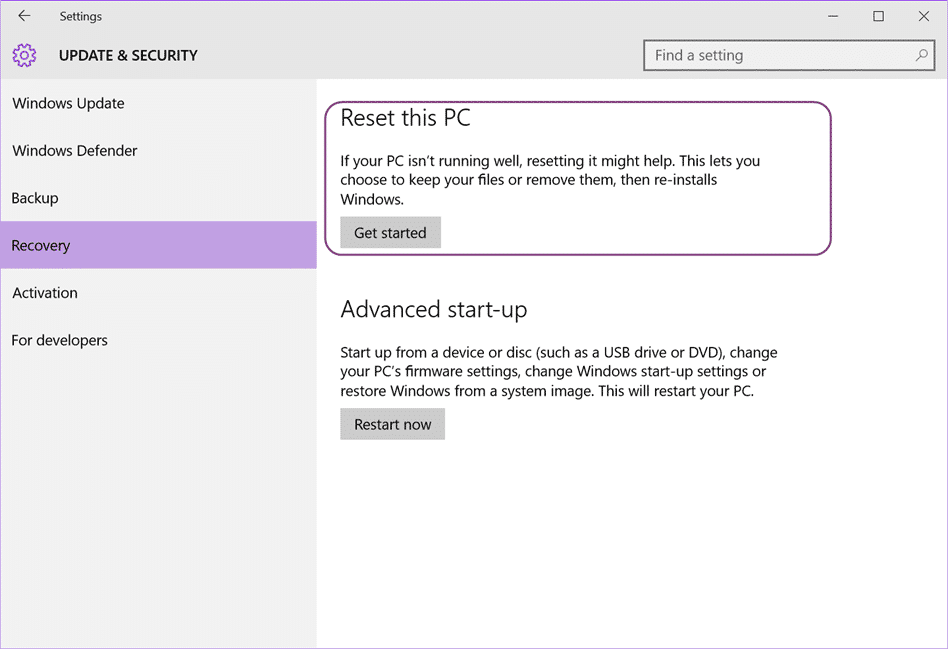 Settings
UPDATE & SECURITY
Find a setting
Windows Update
Windows Defender
Backup
Recovery
Activation
For developers
Reset this PC
If your PC isn’t running well, resetting it might help. This lets you
choose to keep your files or remove them, then re-installs
Windows.
Get started
Advanced start-up
Start up from a device or disc (such as a USB drive or DVD), change
your PC’s firmware settings, change Windows start-up settings or
restore Windows from a system image. This will restart your PC.
Restart now